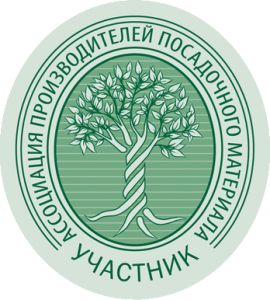 АССОЦИАЦИЯ ПРОИЗВОДИТЕЛЕЙ ПОСАДОЧНОГО МАТЕРИАЛА
УЧАСТНИК